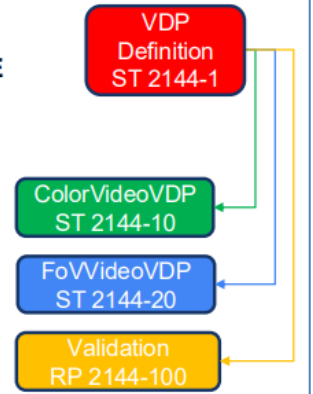 VDP
Definition
ST 2144-1
E
ColorVideoVDP
ST 2144-10
FoVVideoVDP
ST 2144-20
Validation
RP 2144-100